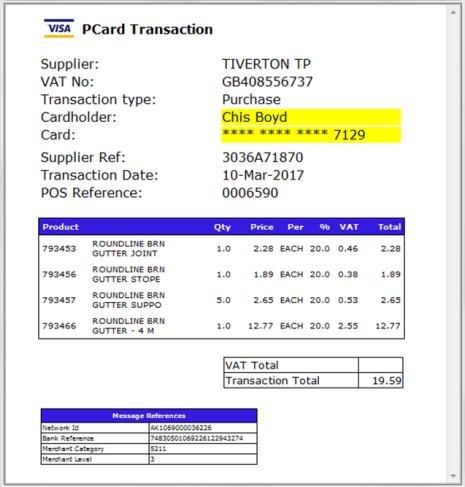 VISA PCard Transaction
Supplier: TIVERTON TP
VAT No: GB408556737
Transaction type: Purchase
Cardholder: Chis Boyd
Card: **** **** **** 7129
Supplier Ref: 3036A71870
Transaction Date: 10-Mar-2017
POS Reference: 0006590
Product Qty Price Per % VAT Total
793453 ROUNDLINE BRN GUTTER JOINT 1.0 2.28 EACH 20.0 0.46 2.28
793456 ROUNDLINE BRN GUTTER STOPE 1.0 1.89 EACH 20.0 0.38 1.89
793457 ROUNDLINE BRN GUTTER SUPPO 5.0 2.65 EACH 20.0 0.53 2.65
793466 ROUNDLINE BRN GUTTER - 4 M 1.0 12.77 EACH 20.0 2.55 12.77
VAT Total
Transaction Total 19.59
Message References
Network Id AK1069000036226
Bank Reference 74830501069226122943274
Merchant Category 5211
Merchant Level 3